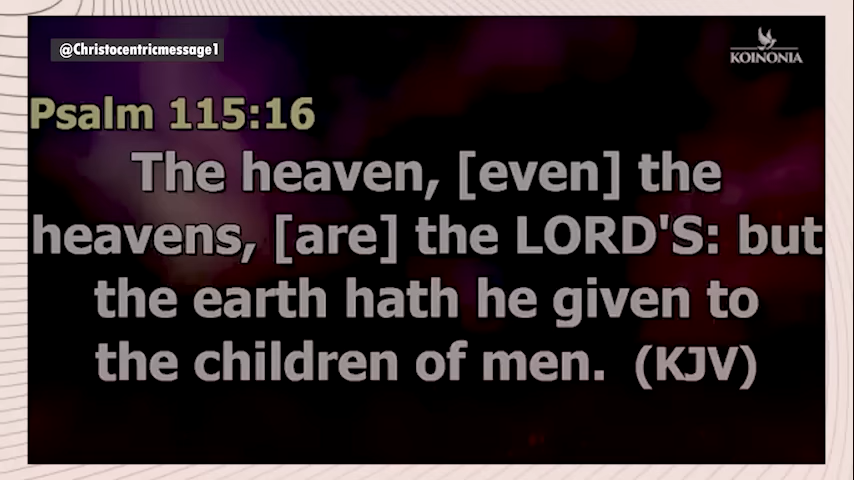 @Christocentricmessage1
KOINONIA
Psalm 115:16
The heaven, [even] the
heavens, [are] the LORD'S: but
the earth hath he given to
the children of men. (KJV)